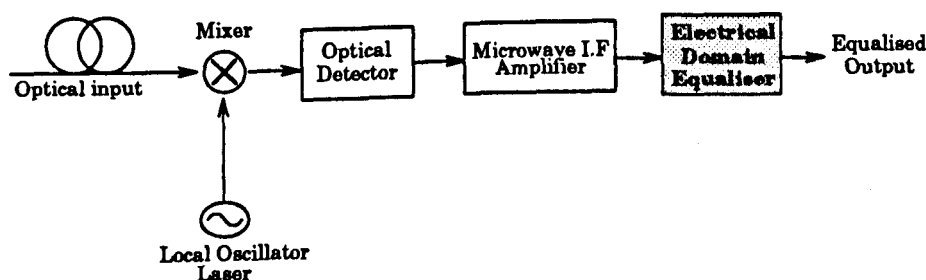 Optical input
Mixer
Local Oscillator
Laser
Optical
Detector
Microwave I.F
Amplifier
Electrical
Domain
Equaliser
Equalised
Output